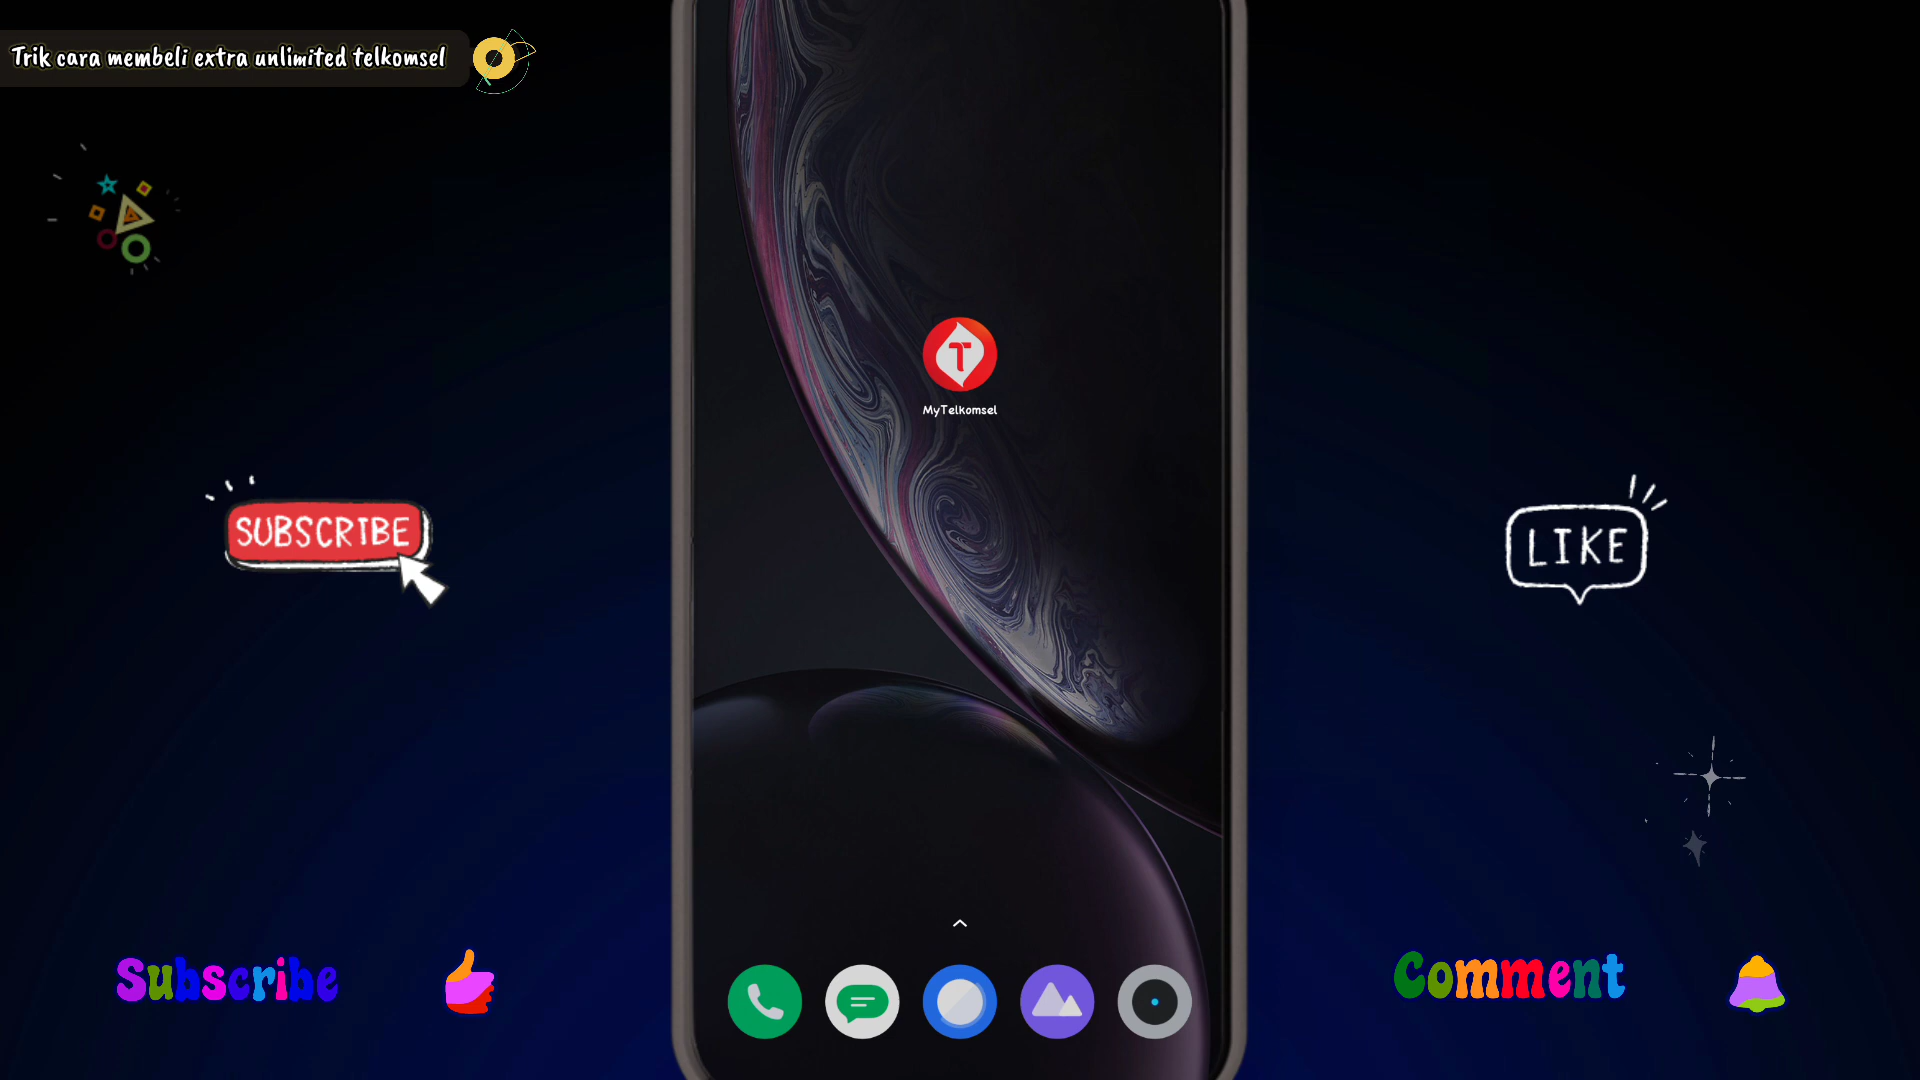 Trik cara membeli extra unlimited telkomsel
T
MyTelkomsel
SUBSCRIBE
LIKE
Subscribe
Comment